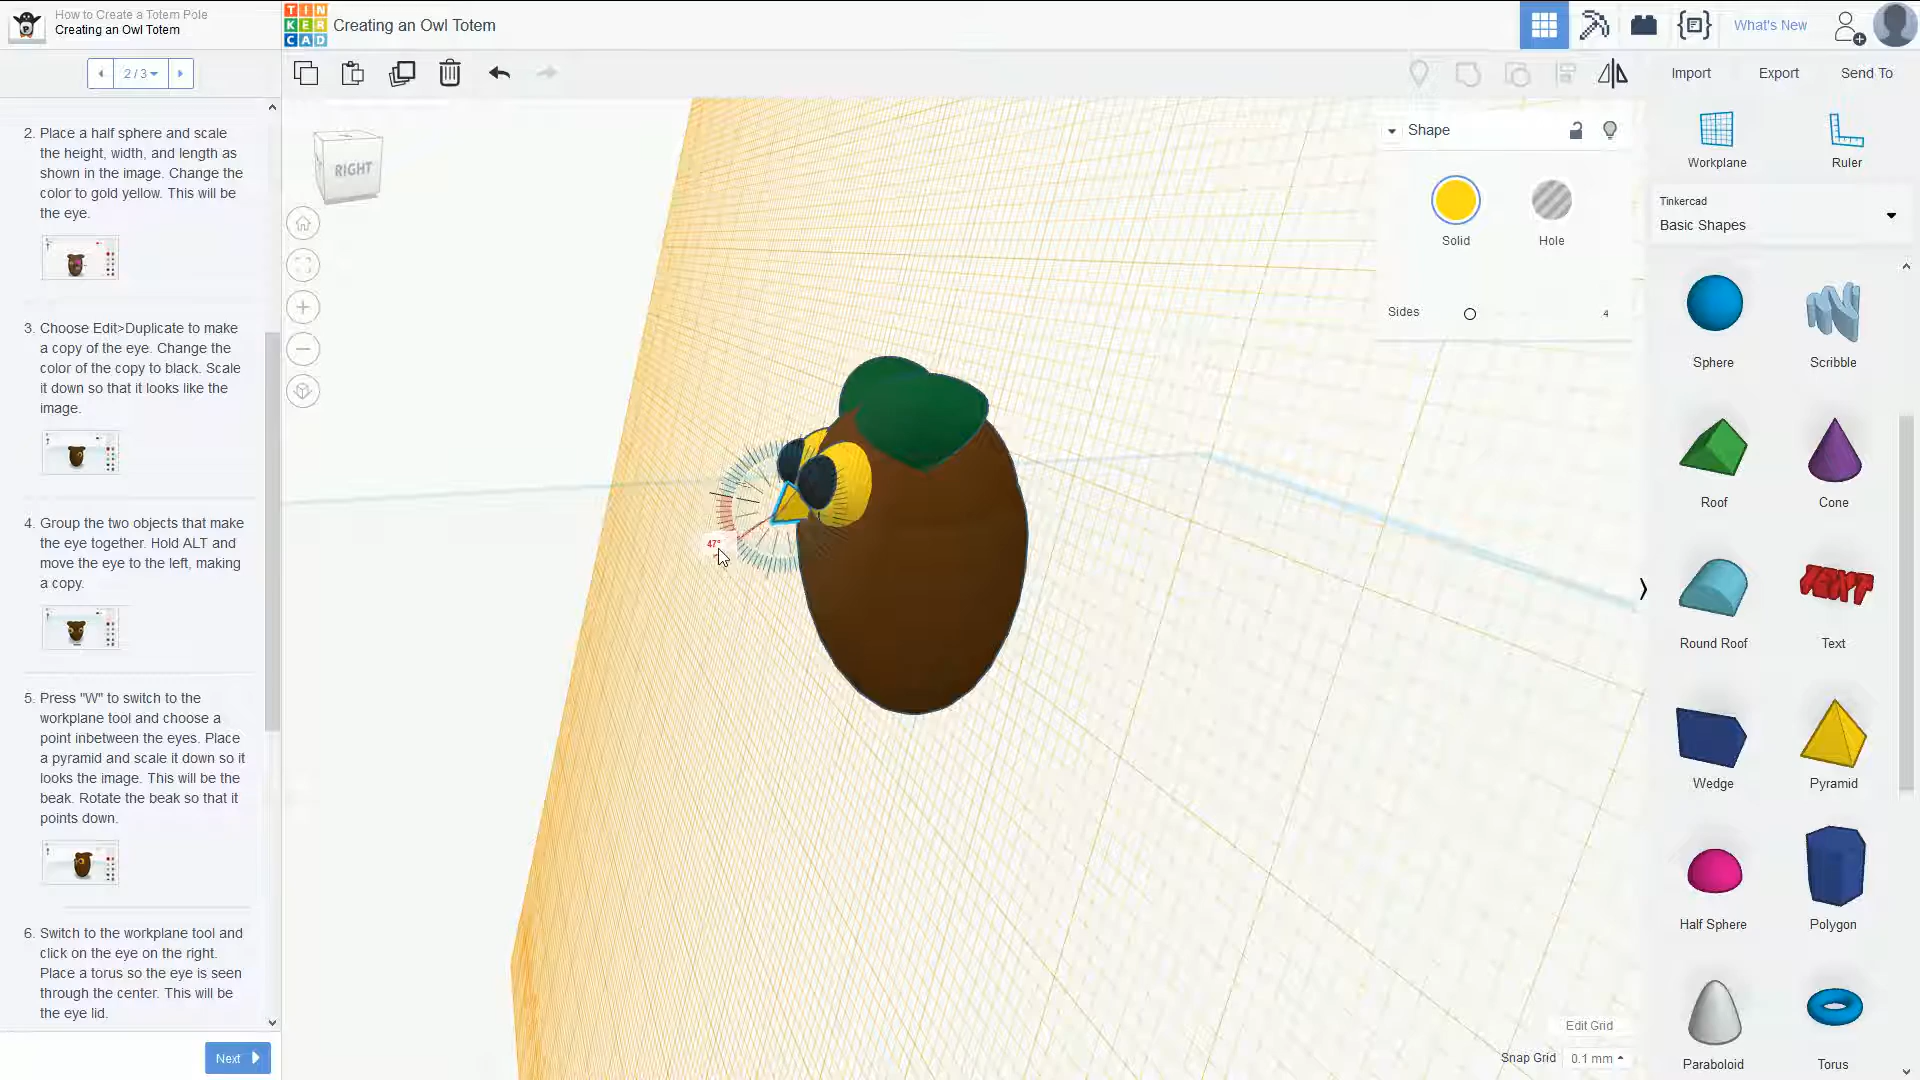 How to Create a Totem Pole
Creating an Owl Totem
TIN
KER
CAD
Creating an Owl Totem
What's New
2/3
Import
Export
Send To
2. Place a half sphere and scale
the height, width, and length as
shown in the image. Change the
color to gold yellow. This will be
the eye.
3. Choose Edit>Duplicate to make
a copy of the eye. Change the
color of the copy to black. Scale
it down so that it looks like the
image.
4. Group the two objects that make
the eye together. Hold ALT and
move the eye to the left, making
a copy.
5. Press "W" to switch to the
workplane tool and choose a
point inbetween the eyes. Place
a pyramid and scale it down so it
looks the image. This will be the
beak. Rotate the beak so that it
points down.
6. Switch to the workplane tool and
click on the eye on the right.
Place a torus so the eye is seen
through the center. This will be
the eye lid.
Next
RIGHT
47°
Shape
Solid
Hole
Sides
4
Edit Grid
Snap Grid
0.1 mm
Workplane
Ruler
Tinkercad
Basic Shapes
Sphere
Scribble
Roof
Cone
TEXT
Round Roof
Text
Wedge
Pyramid
Half Sphere
Polygon
Paraboloid
Torus